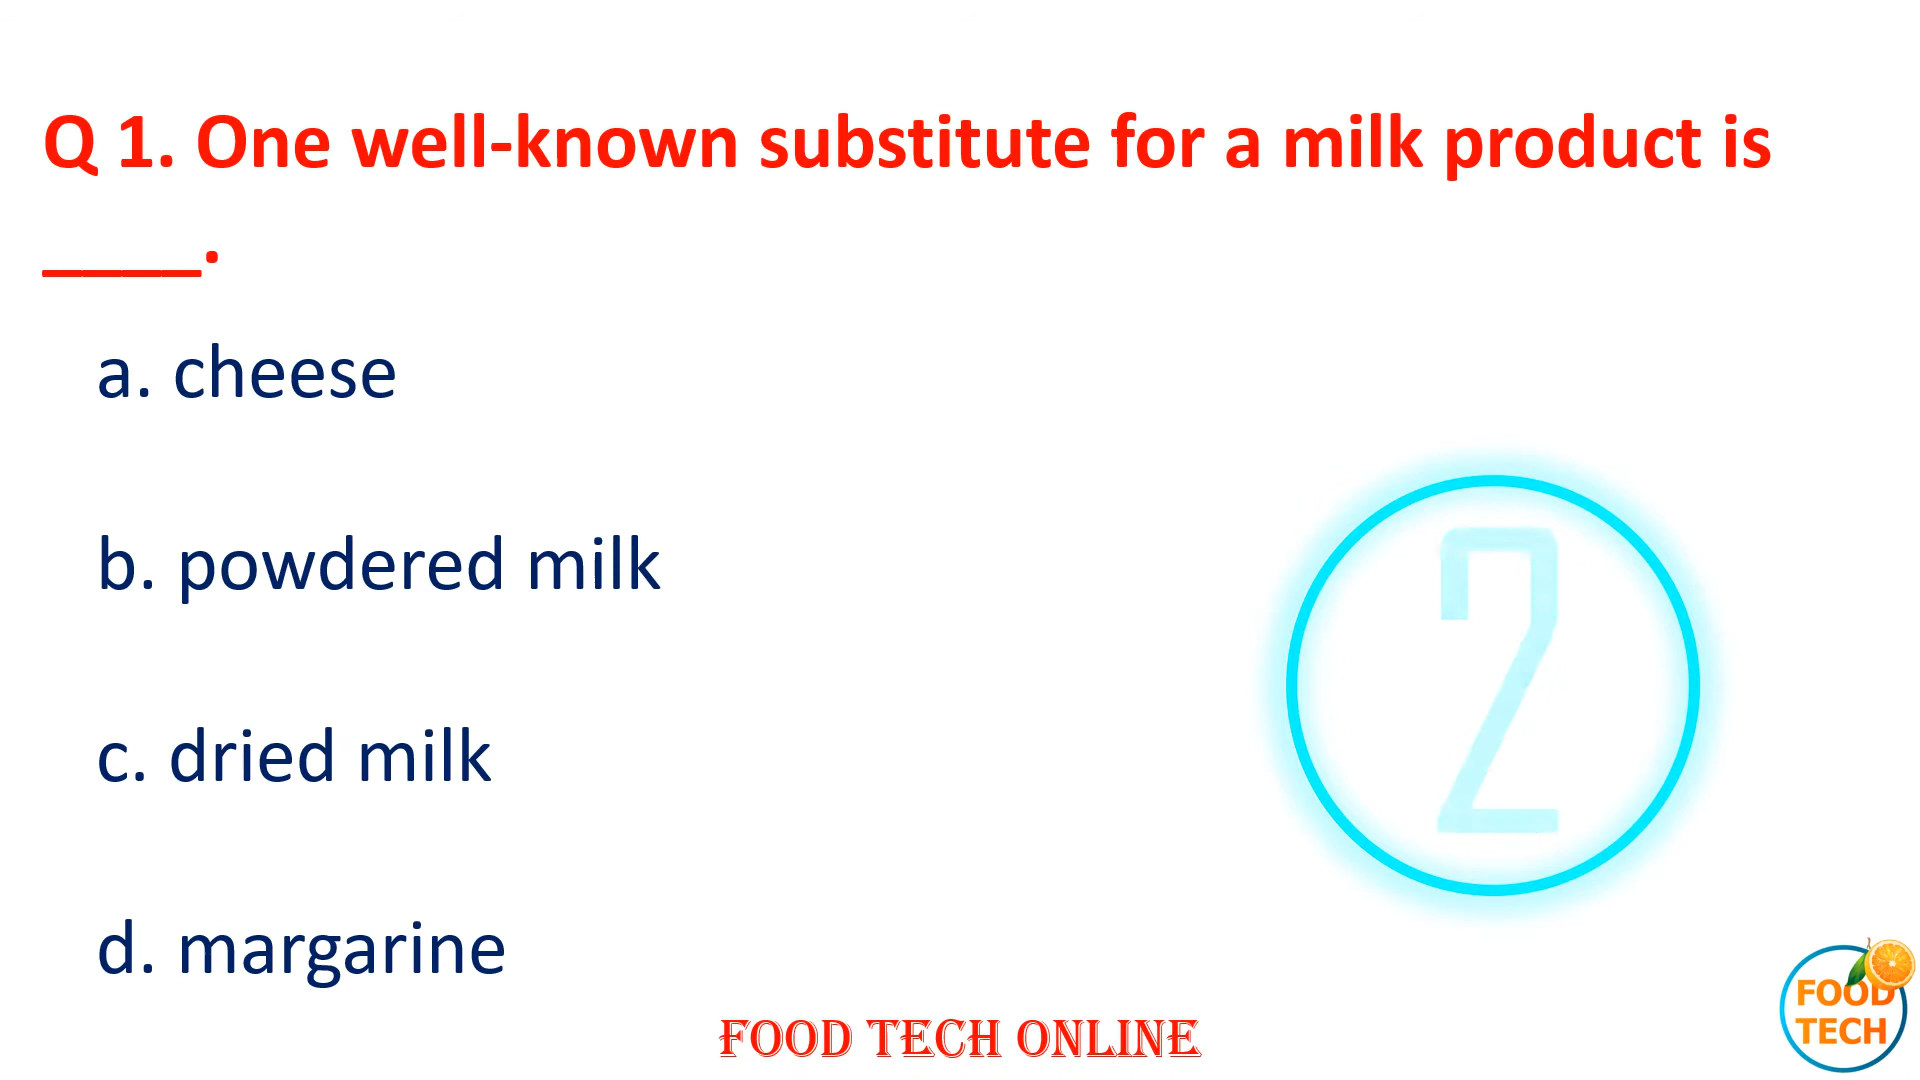 Q 1. One well-known substitute for a milk product is
____.
a. cheese
b. powdered milk
2
c. dried milk
d. margarine
FOOD TECH ONLINE
FOOD
TECH